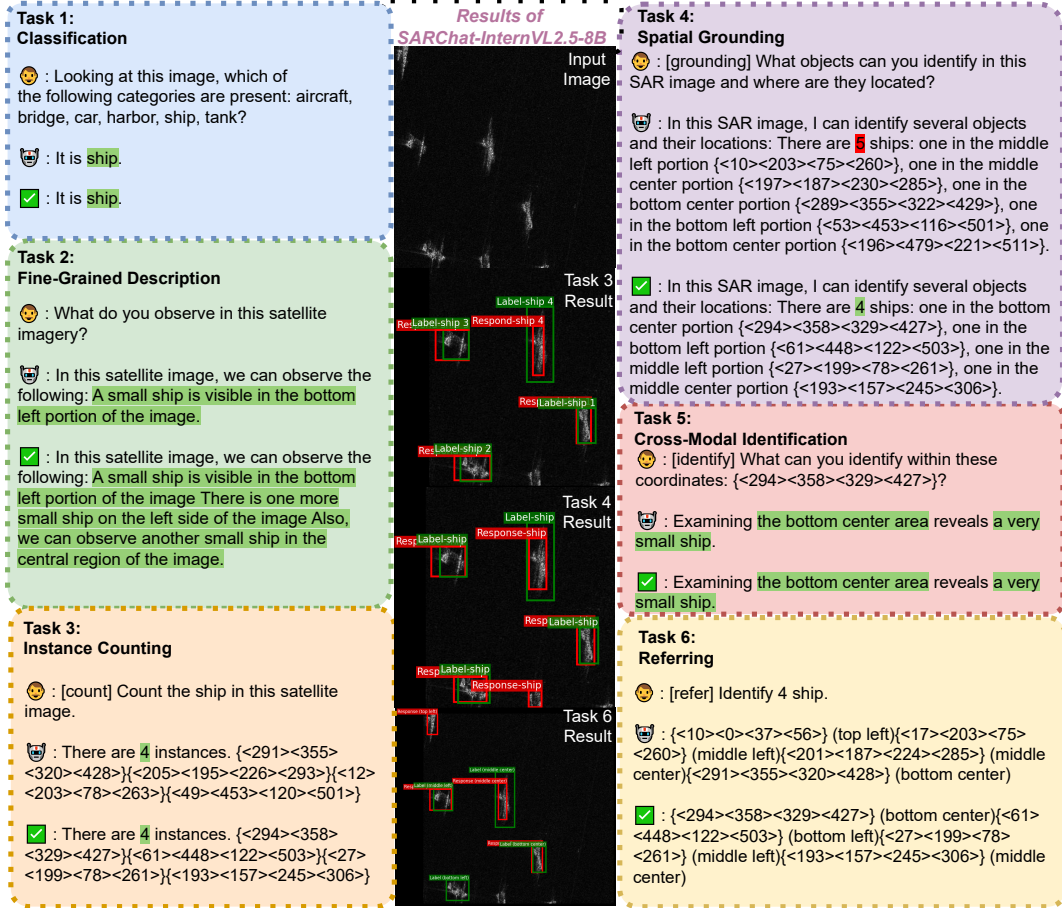 Task 1:
Classification
: Looking at this image, which of
the following categories are present: aircraft,
bridge, car, harbor, ship, tank?
: It is ship.
: It is ship.
Task 2:
Fine-Grained Description
: What do you observe in this satellite
imagery?
: In this satellite image, we can observe the
following: A small ship is visible in the bottom
left portion of the image.
: In this satellite image, we can observe the
following: A small ship is visible in the bottom
left portion of the image There is one more
small ship on the left side of the image Also,
we can observe another small ship in the
central region of the image.
Task 3:
Instance Counting
: [count] Count the ship in this satellite
image.
: There are 4 instances. {<291><355>
<320><428>}{<205><195><226><293>}{<12>
<203><78><263>}{<49><453><120><501>}
: There are 4 instances. {<294><358>
<329><427>}{<61><448><122><503>}{<27>
<199><78><261>}{<193><157><245><306>}
Results of
SARChat-InternVL2.5-8B
Input
Image
Task 3
Result
Label-ship 4
Label-ship 3
Respond-ship 4
Label-ship 1
Label-ship 2
Task 4
Result
Label-ship
Response-ship
Label-ship
Label-ship
Label-ship
Response-ship
Task 6
Result
Response (top left)
Label (middle center)
Response (middle center)
Label (middle left)
Label (bottom center)
Label (bottom left)
Task 4:
Spatial Grounding
: [grounding] What objects can you identify in this
SAR image and where are they located?
: In this SAR image, I can identify several objects
and their locations: There are 5 ships: one in the middle
left portion {<10><203><75><260>}, one in the middle
center portion {<197><187><230><285>}, one in the
bottom center portion {<289><355><322><429>}, one
in the bottom left portion {<53><453><116><501>}, one
in the bottom center portion {<196><479><221><511>}.
: In this SAR image, I can identify several objects
and their locations: There are 4 ships: one in the bottom
center portion {<294><358><329><427>}, one in the
bottom left portion {<61><448><122><503>}, one in the
middle left portion {<27><199><78><261>}, one in the
middle center portion {<193><157><245><306>}.
Task 5:
Cross-Modal Identification
: [identify] What can you identify within these
coordinates: {<294><358><329><427>}?
: Examining the bottom center area reveals a very
small ship.
: Examining the bottom center area reveals a very
small ship.
Task 6:
Referring
: [refer] Identify 4 ship.
: {<10><0><37><56>} (top left){<17><203><75>
<260>} (middle left){<201><187><224><285>} (middle
center){<291><355><320><428>} (bottom center)
: {<294><358><329><427>} (bottom center){<61>
<448><122><503>} (bottom left){<27><199><78>
<261>} (middle left){<193><157><245><306>} (middle
center)